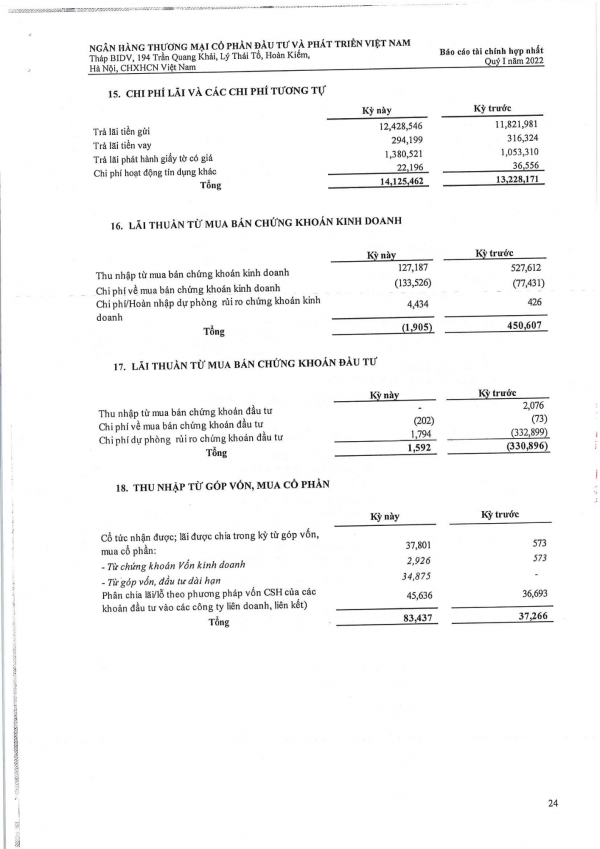 NGÂN HÀNG THƯƠNG MẠI CỔ PHẦN ĐẦU TƯ VÀ PHÁT TRIỂN VIỆT NAM
Tháp BIDV, 194 Trần Quang Khải, Lý Thái Tổ, Hoàn Kiếm,
Hà Nội, CHXHCN Việt Nam
Báo cáo tài chính hợp nhất
Quý I năm 2022
15. CHI PHÍ LÃI VÀ CÁC CHI PHÍ TƯƠNG TỰ
Kỳ này Kỳ trước
Trả lãi tiền gửi 12,428,546 11,821,981
Trả lãi tiền vay 294,199 316,324
Trả lãi phát hành giấy tờ có giá 1,380,521 1,053,310
Chi phí hoạt động tín dụng khác 22,196 36,556
Tổng 14,125,462 13,228,171
16. LÃI THUẦN TỪ MUA BÁN CHỨNG KHOÁN KINH DOANH
Kỳ này Kỳ trước
Thu nhập từ mua bán chứng khoán kinh doanh 127,187 527,612
Chi phí về mua bán chứng khoán kinh doanh (133,526) (77,431)
Chi phí/Hoàn nhập dự phòng rủi ro chứng khoán kinh
doanh 4,434 426
Tổng (1,905) 450,607
17. LÃI THUẦN TỪ MUA BÁN CHỨNG KHOÁN ĐẦU TƯ
Kỳ này Kỳ trước
Thu nhập từ mua bán chứng khoán đầu tư - 2,076
Chi phí về mua bán chứng khoán đầu tư (202) (73)
Chi phí dự phòng rủi ro chứng khoán đầu tư 1,794 (332,899)
Tổng 1,592 (330,896)
18. THU NHẬP TỪ GÓP VỐN, MUA CỔ PHẦN
Kỳ này Kỳ trước
Cổ tức nhận được; lãi được chia trong kỳ từ góp vốn,
mua cổ phần: 37,801 573
- Từ chứng khoán Vốn kinh doanh 2,926 573
- Từ góp vốn, đầu tư dài hạn 34,875 -
Phân chia lãi/lỗ theo phương pháp vốn CSH của các
khoản đầu tư vào các công ty liên doanh, liên kết) 45,636 36,693
Tổng 83,437 37,266
24